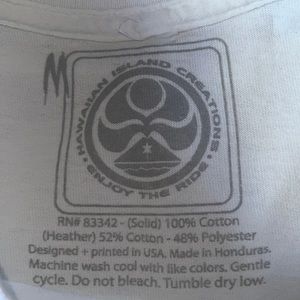 M
HAWAIIAN ISLAND CREATIONS
• ENJOY THE RIDE •
RN# 83342 - (Solid) 100% Cotton
(Heather) 52% Cotton - 48% Polyester
Designed + printed in USA. Made in Honduras.
Machine wash cool with like colors. Gentle
cycle. Do not bleach. Tumble dry low.